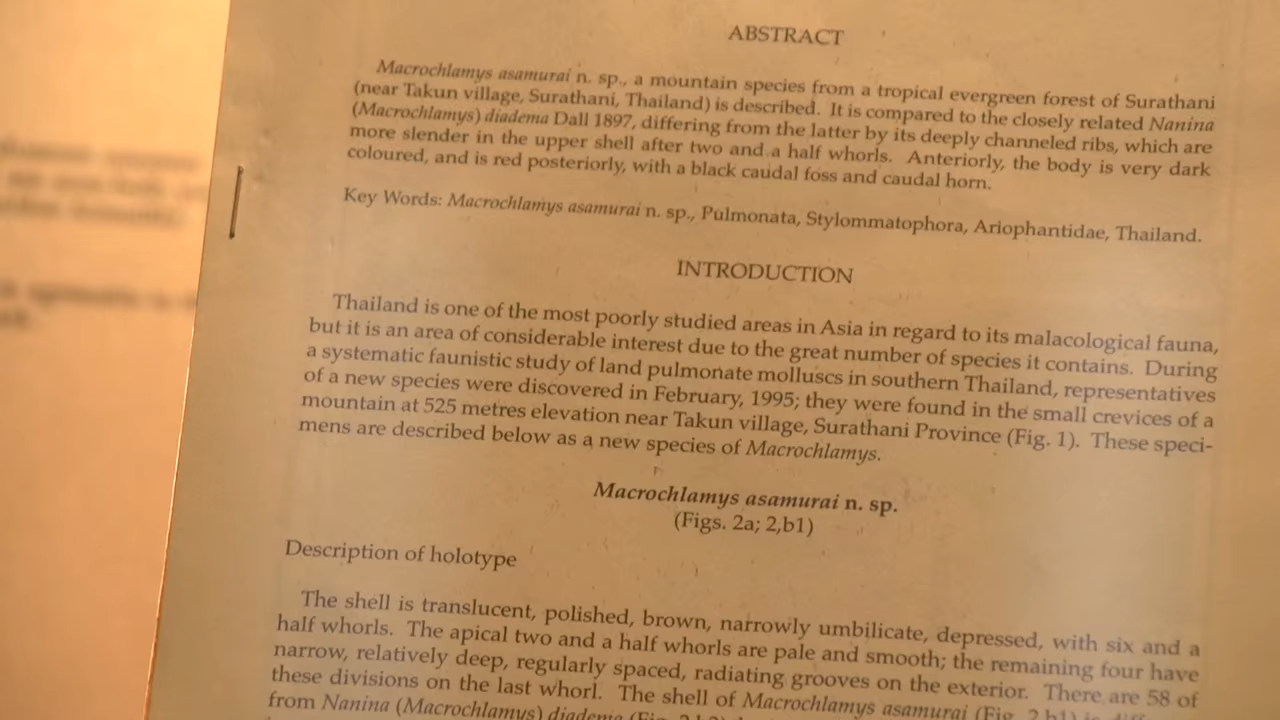 ABSTRACT
Macrochlamys asamurai n. sp., a mountain species from a tropical evergreen forest of Surathani
(near Takun village, Surathani, Thailand) is described. It is compared to the closely related Nanina
(Macrochlamys) diadema Dall 1897, differing from the latter by its deeply channeled ribs, which are
more slender in the upper shell after two and a half whorls. Anteriorly, the body is very dark
coloured, and is red posteriorly, with a black caudal foss and caudal horn.
Key Words: Macrochlamys asamurai n. sp., Pulmonata, Stylommatophora, Ariophantidae, Thailand.
INTRODUCTION
Thailand is one of the most poorly studied areas in Asia in regard to its malacological fauna,
but it is an area of considerable interest due to the great number of species it contains. During
a systematic faunistic study of land pulmonate molluscs in southern Thailand, representatives
of a new species were discovered in February, 1995; they were found in the small crevices of a
mountain at 525 metres elevation near Takun village, Surathani Province (Fig. 1). These speci-
mens are described below as a new species of Macrochlamys.
Macrochlamys asamurai n. sp.
(Figs. 2a; 2,b1)
Description of holotype
The shell is translucent, polished, brown, narrowly umbilicate, depressed, with six and a
half whorls. The apical two and a half whorls are pale and smooth; the remaining four have
narrow, relatively deep, regularly spaced, radiating grooves on the exterior. There are 58 of
these divisions on the last whorl. The shell of Macrochlamys asamurai (Fig. 2,b1) is
from Nanina (Macrochlamys) diadema (Fig.